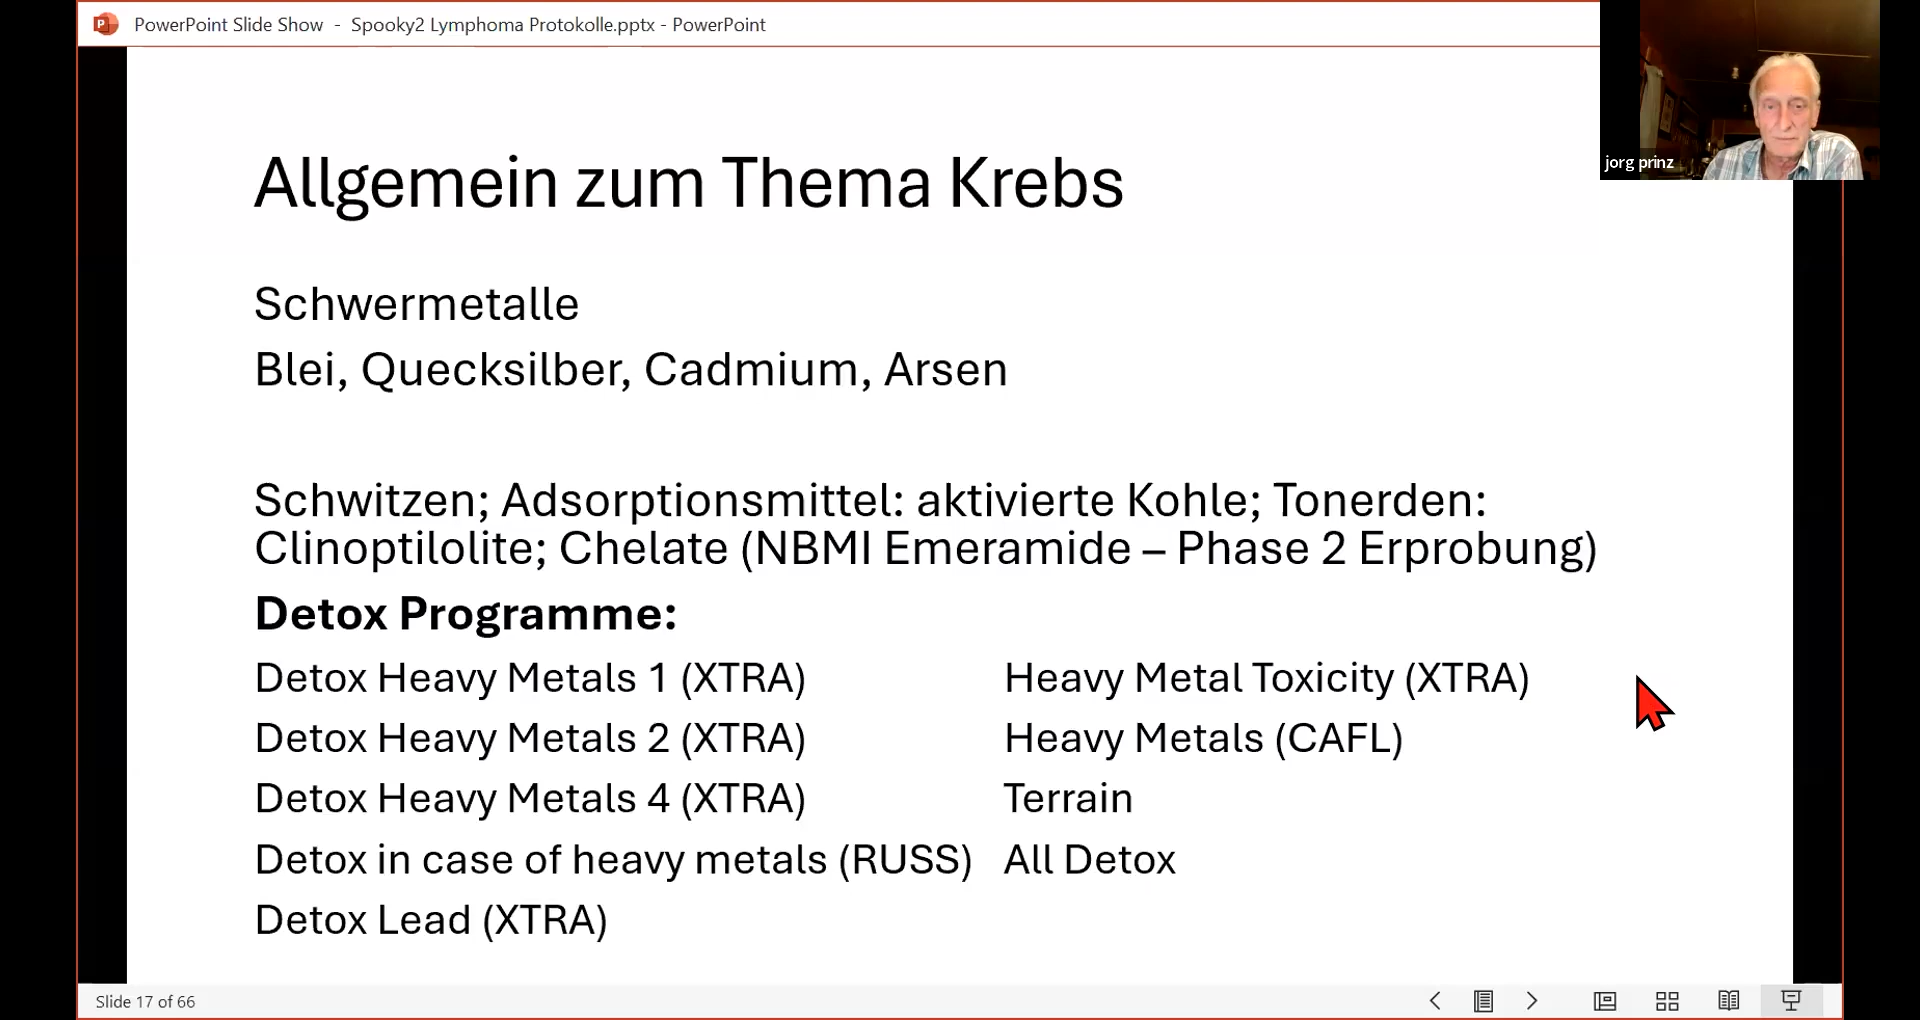 PowerPoint Slide Show - Spooky2 Lymphoma Protokolle.pptx - PowerPoint
jorg prinz
Allgemein zum Thema Krebs
Schwermetalle
Blei, Quecksilber, Cadmium, Arsen
Schwitzen; Adsorptionsmittel: aktivierte Kohle; Tonerden:
Clinoptilolite; Chelate (NBMI Emeramide – Phase 2 Erprobung)
Detox Programme:
Detox Heavy Metals 1 (XTRA) Heavy Metal Toxicity (XTRA)
Detox Heavy Metals 2 (XTRA) Heavy Metals (CAFL)
Detox Heavy Metals 4 (XTRA) Terrain
Detox in case of heavy metals (RUSS) All Detox
Detox Lead (XTRA)
Slide 17 of 66